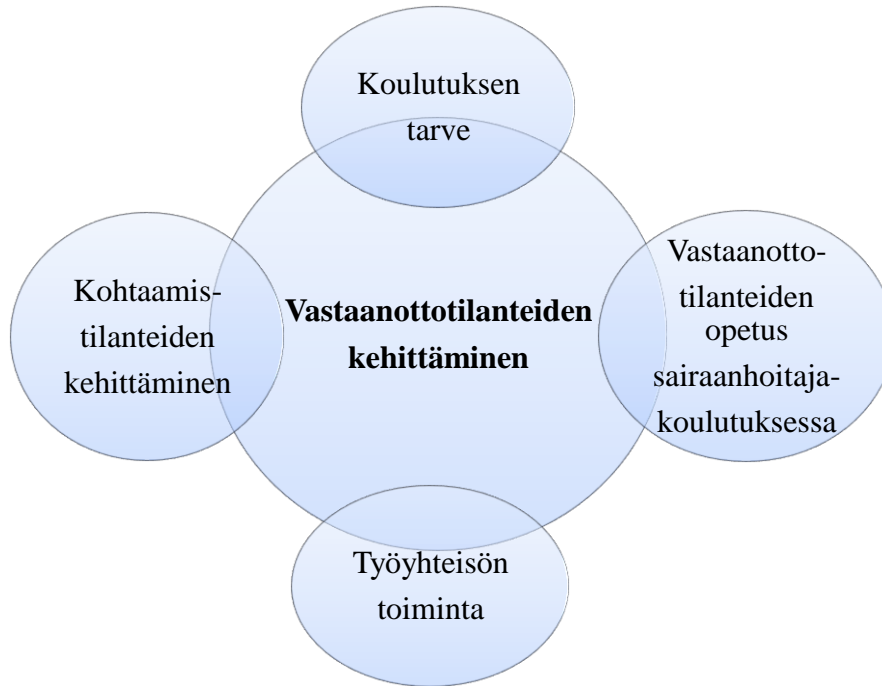 Koulutuksen
tarve
Kohtaamis-
tilanteiden
kehittäminen
Vastaanottotilanteiden
kehittäminen
Vastaanotto-
tilanteiden
opetus
sairaanhoitaja-
koulutuksessa
Työyhteisön
toiminta